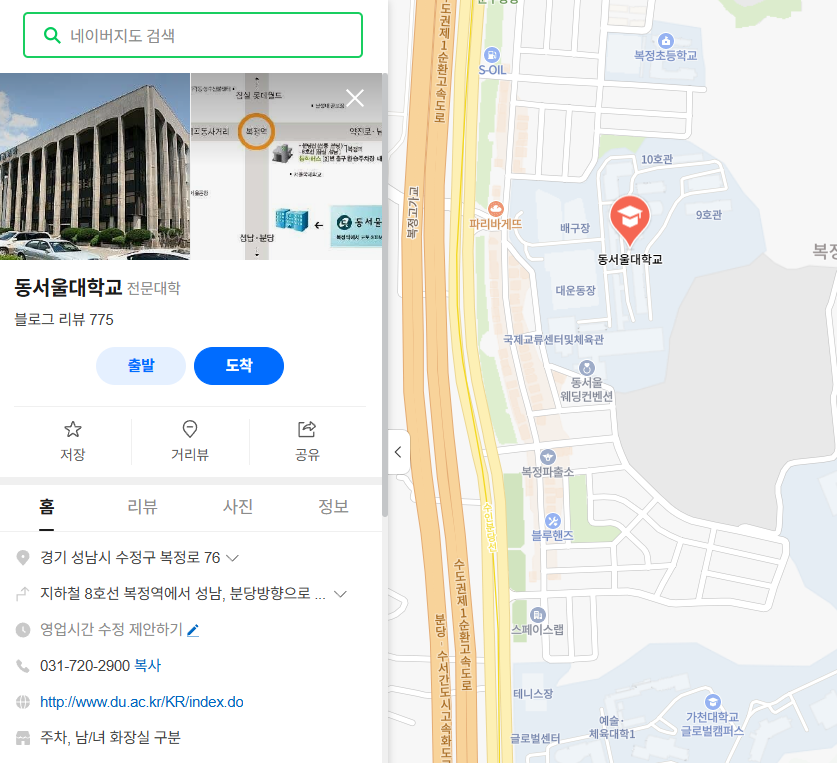 네이버지도 검색
잠실 롯데월드
복정역
성남·분당
동서울대학교 전문대학
블로그 리뷰 775
출발
도착
저장
거리뷰
공유
홈
리뷰
사진
정보
경기 성남시 수정구 복정로 76
지하철 8호선 복정역에서 성남, 분당방향으로 ...
영업시간 수정 제안하기
031-720-2900 복사
http://www.du.ac.kr/KR/index.do
주차, 남/녀 화장실 구분
수도권제1순환고속도로
S-OIL
복정초등학교
10호관
9호관
복정고가교
파리바게뜨
배구장
동서울대학교
대운동장
국제교류센터및체육관
동서울
웨딩컨벤션
복정파출소
블루핸즈
수도권제1순환고속도로
분당·수서간도시고속화도로
스페이스랩
테니스장
글로벌센터
예술·
체육대학1
가천대학교
글로벌캠퍼스